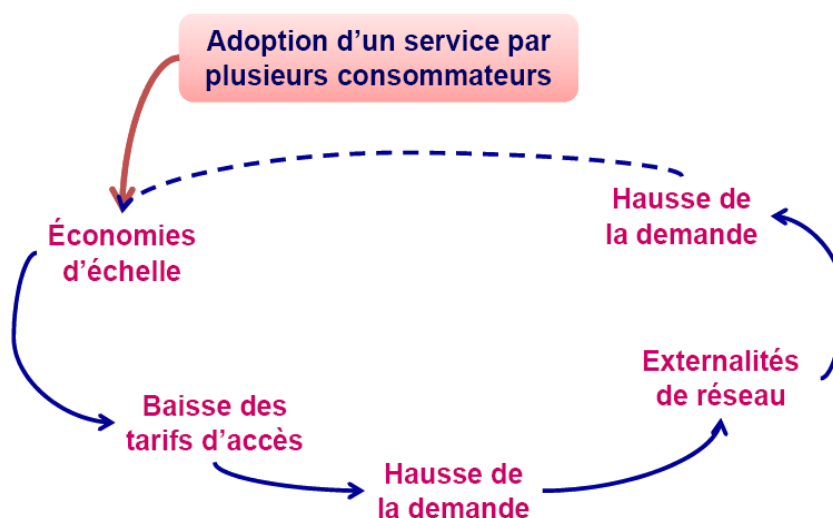 Adoption d’un service par
plusieurs consommateurs
Hausse de
la demande
Économies
d’échelle
Externalités
de réseau
Baisse des
tarifs d’accès
Hausse de
la demande